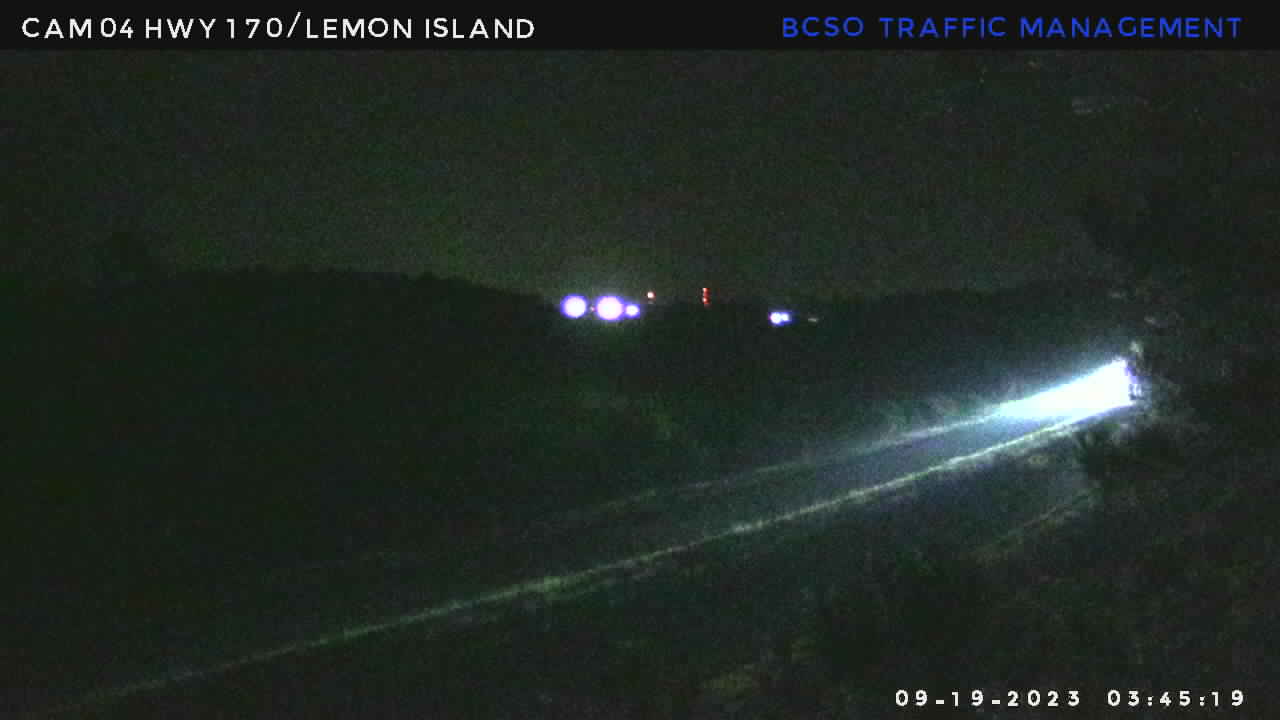 CAM04 HWY 170/LEMON ISLAND
BCSO TRAFFIC MANAGEMENT
09-19-2023 03:45:19